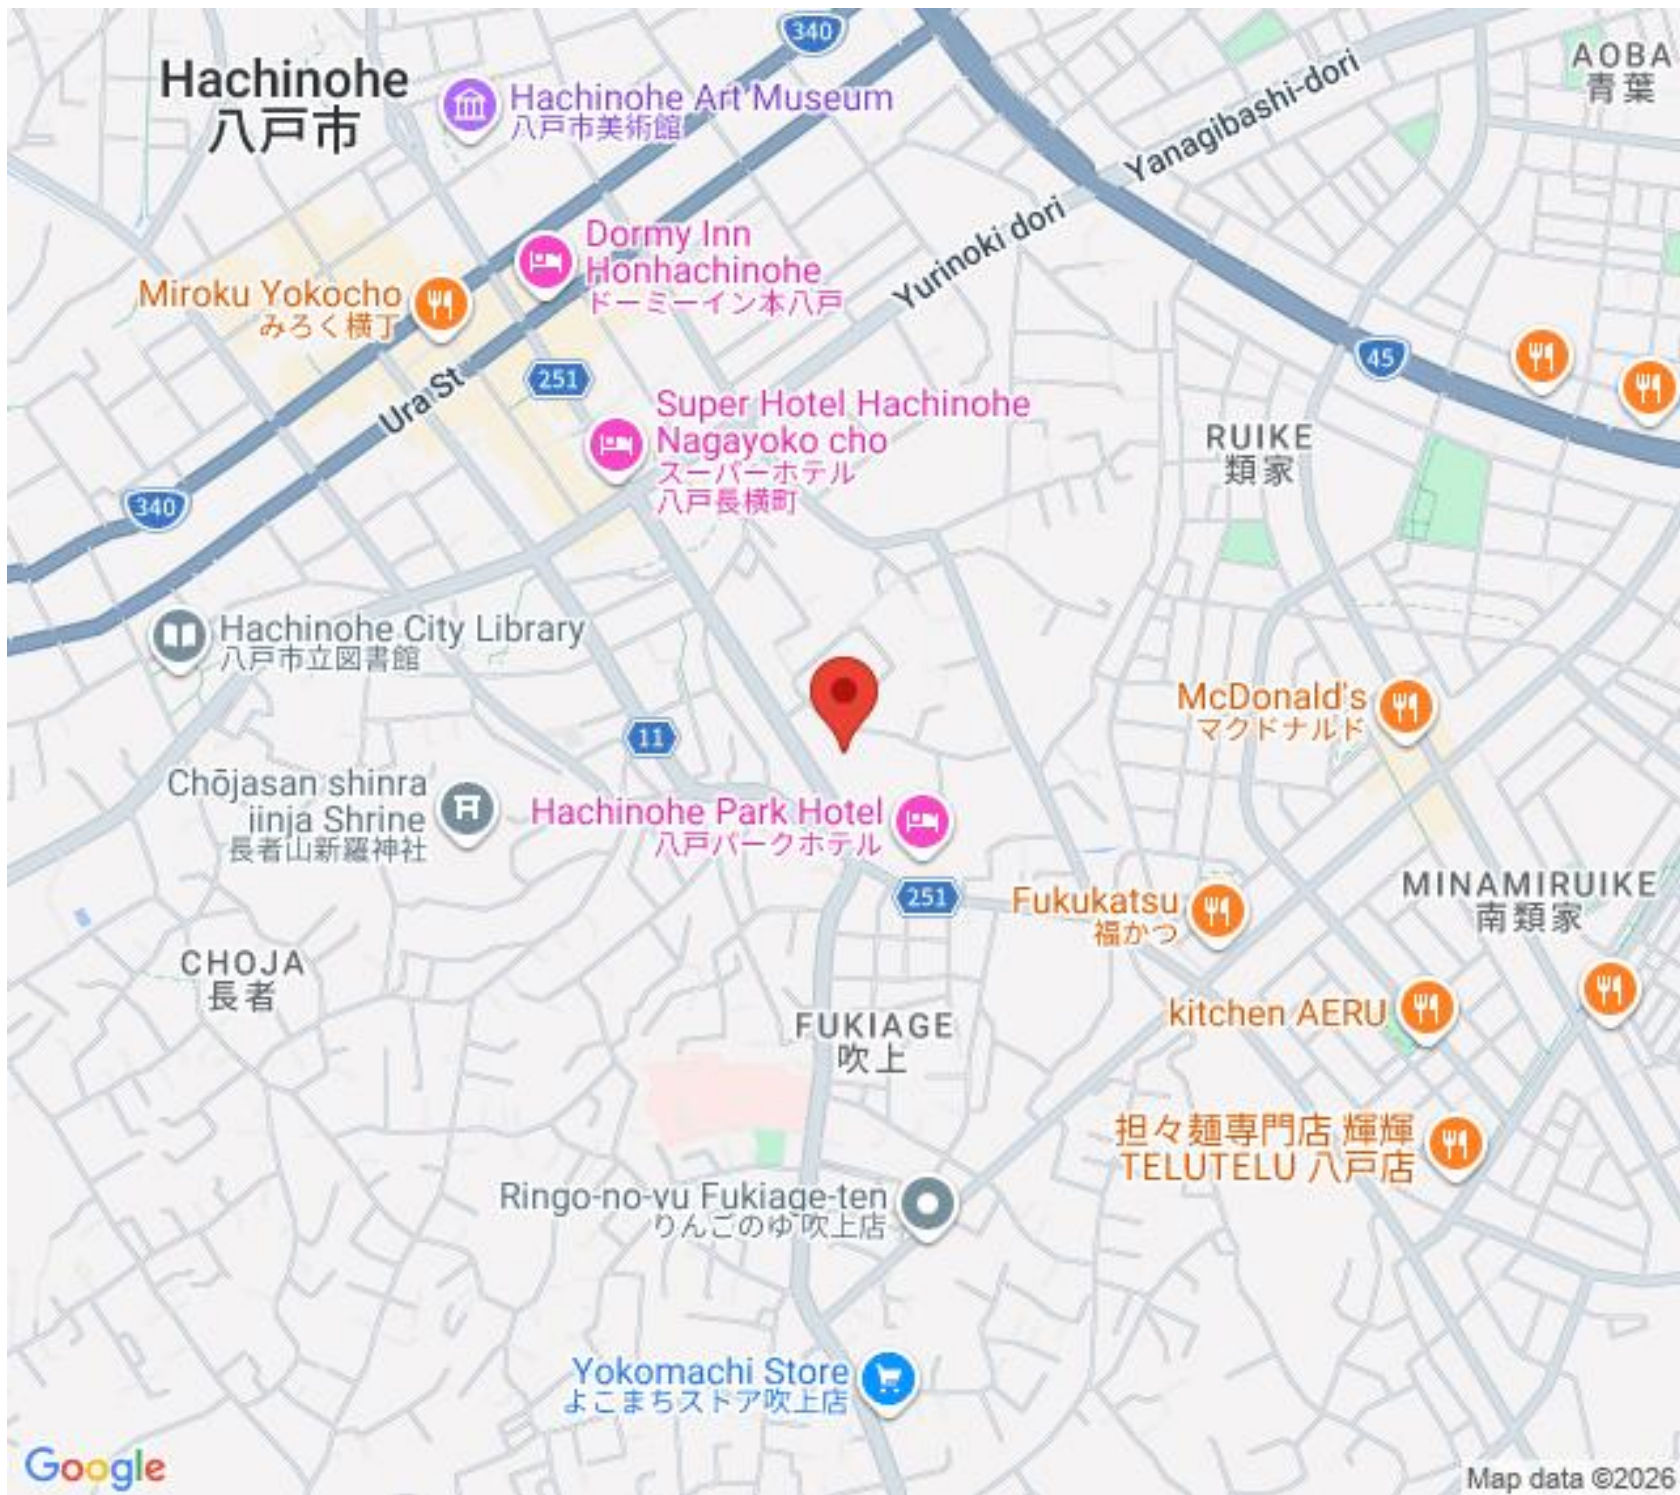 340
Hachinohe
八戸市
Hachinohe Art Museum
八戸市美術館
AOBA
青葉
Yanagibashi-dori
Yurinoki dori
Dormy Inn
Honhachinohe
ドーミーイン本八戸
Miroku Yokocho
みろく横丁
Ura St
251
45
Super Hotel Hachinohe
Nagayoko cho
スーパーホテル
八戸長横町
RUIKE
類家
340
Hachinohe City Library
八戸市立図書館
McDonald's
マクドナルド
11
Chōjasan shinra
jinja Shrine
長者山新羅神社
Hachinohe Park Hotel
八戸パークホテル
251
Fukukatsu
福かつ
MINAMIRUIKE
南類家
CHOJA
長者
kitchen AERU
FUKIAGE
吹上
担々麺専門店 輝輝
TELUTELU 八戸店
Ringo-no-yu Fukiage-ten
りんごのゆ 吹上店
Yokomachi Store
よこまちストア吹上店
Google
Map data ©2026